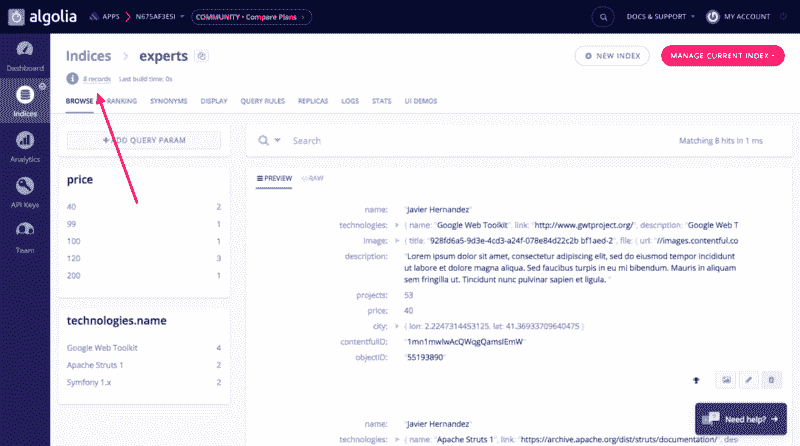 algolia APPS N675AF3ESI COMMUNITY • Compare Plans DOCS & SUPPORT MY ACCOUNT
Dashboard
Indices
Analytics
API Keys
Team
Indices experts
NEW INDEX
MANAGE CURRENT INDEX
8 records Last build time: 0s
BROWSE RANKING SYNONYMS DISPLAY QUERY RULES REPLICAS LOGS STATS UI DEMOS
+ ADD QUERY PARAM
Search
Matching 8 hits in 1 ms
price
40 2
99 1
100 1
120 3
200 1
technologies.name
Google Web Toolkit 4
Apache Struts 1 2
Symfony 1.x 2
PREVIEW RAW
name: "Javier Hernandez"
technologies: { name: "Google Web Toolkit", link: "http://www.gwtproject.org/", description: "Google Web T
image: { title: "928fd6a5-9d3e-4cd3-a24f-078e84d22c2b bf1aed-2", file: { url: "//images.contentful.co
description: "Lorem ipsum dolor sit amet, consectetur adipiscing elit, sed do eiusmod tempor incididunt
ut labore et dolore magna aliqua. Sed faucibus turpis in eu mi bibendum. Mauris in aliquam
sem fringilla ut. Tincidunt nunc pulvinar sapien et ligula. "
projects: 53
price: 40
city: { lon: 2.2247314453125, lat: 41.36933709640475 }
contentfulID:
objectID: "55193890"
name: "Javier Hernandez"
technologies: { name: "Apache Struts 1", link: "https://archive.apache.org/dist/struts/documentation/", des
Need help?